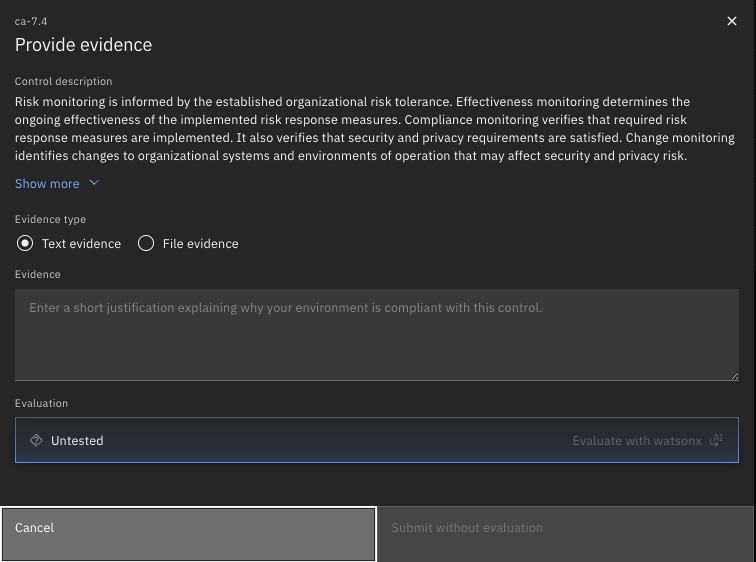 ca-7.4
Provide evidence
Control description
Risk monitoring is informed by the established organizational risk tolerance. Effectiveness monitoring determines the
ongoing effectiveness of the implemented risk response measures. Compliance monitoring verifies that required risk
response measures are implemented. It also verifies that security and privacy requirements are satisfied. Change monitoring
identifies changes to organizational systems and environments of operation that may affect security and privacy risk.
Show more
Evidence type
Text evidence File evidence
Evidence
Enter a short justification explaining why your environment is compliant with this control.
Evaluation
Untested Evaluate with watsonx AI
Cancel Submit without evaluation